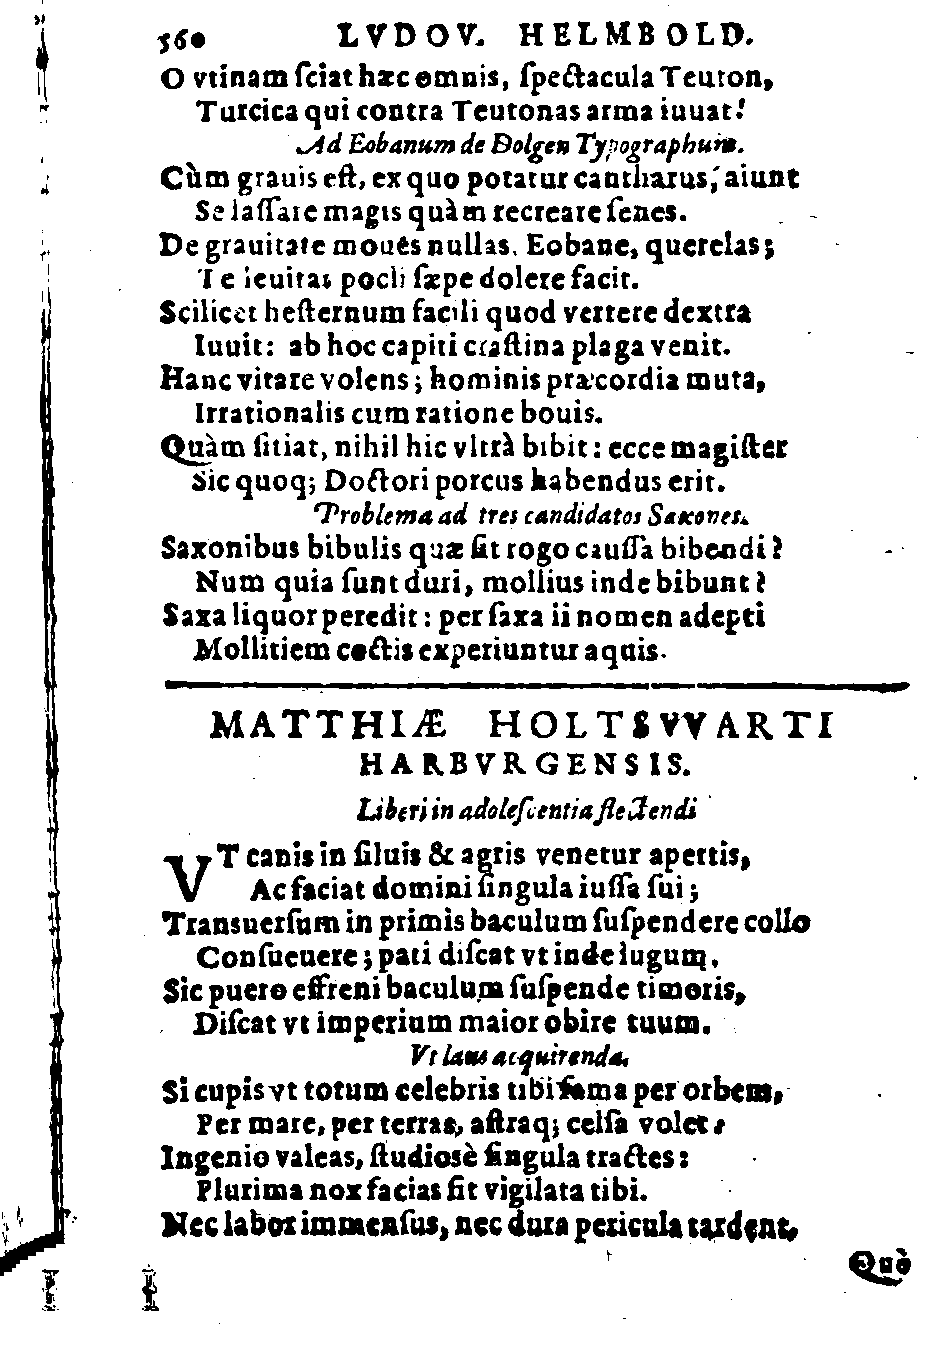 360 LVDOV. HELMBOLD.
O vtinam ſciat hæc omnis, ſpectacula Teuton,
Turcica qui contra Teutonas arma iuuat!
Ad Eobanum de Dolgen Typographum.
Cùm grauis eſt, ex quo potatur cantharus, aiunt
Se laſſare magis quàm recreare ſenes.
De grauitate moues nullas, Eobane, querelas;
Te leuitas pocli ſæpe dolere facit.
Scilicet heſternum facili quod vertere dextra
Iuuit: ab hoc capiti craſtina plaga venit.
Hanc vitare volens; hominis præcordia muta,
Irrationalis cum ratione bouis.
Quàm ſitiat, nihil hic vltrà bibit: ecce magiſter
Sic quoq; Doctori porcus habendus erit.
Problema ad tres candidatos Saxones.
Saxonibus bibulis quæ ſit rogo cauſſa bibendi?
Num quia ſunt duri, mollius inde bibunt?
Saxa liquor peredit: per ſaxa ii nomen adepti
Mollitiem coctis experiuntur aquis.
MATTHIÆ HOLTSVVARTI
HARBVRGENSIS.
Liberi in adoleſcentia flectendi
VT canis in ſiluis & agris venetur apertis,
Ac faciat domini ſingula iuſſa ſui;
Transuerſum in primis baculum ſuſpendere collo
Conſueuere; pati diſcat vt inde iugum.
Sic puero effreni baculum ſuſpende timoris,
Diſcat vt imperium maior obire tuum.
Vt laus acquirenda.
Si cupis vt totum celebris tibi fama per orbem,
Per mare, per terras, aſtraq; celſa volet:
Ingenio valeas, ſtudiosè ſingula tractes:
Plurima nox facias ſit vigilata tibi.
Nec labor immenſus, nec dura pericula tardent,
Quò